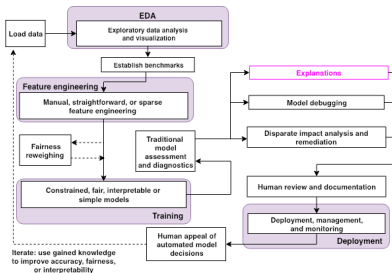 EDA
Load data
Exploratory data analysis
and visualization
Establish benchmarks
Feature engineering
Manual, straightforward, or sparse
feature engineering
Fairness
reweighing
Traditional
model
assessment
and diagnostics
Explanations
Model debugging
Disparate impact analysis and
remediation
Constrained, fair, interpretable or
simple models
Training
Human review and documentation
Deployment, management,
and monitoring
Deployment
Human appeal of
automated model
decisions
Iterate: use gained knowledge
to improve accuracy, fairness,
or interpretability